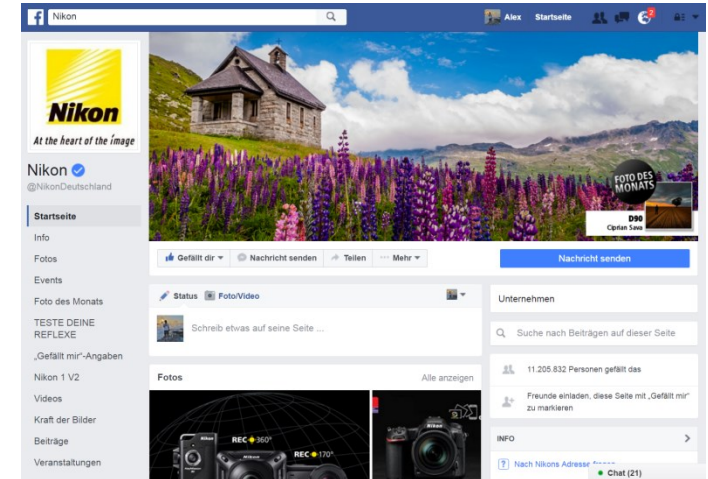 Nikon
Alex
Startseite
2
Nikon
At the heart of the image
FOTO DES
MONATS
D90
Ciprian Sava
Nikon
@NikonDeutschland
Startseite
Info
Fotos
Events
Foto des Monats
TESTE DEINE
REFLEXE
„Gefällt mir“-Angaben
Nikon 1 V2
Videos
Kraft der Bilder
Beiträge
Veranstaltungen
Gefällt dir
Nachricht senden
Teilen
Mehr
Nachricht senden
Status
Foto/Video
Schreib etwas auf seine Seite ...
Fotos
Alle anzeigen
REC 360°
REC 170°
Nikon
Unternehmen
Suche nach Beiträgen auf dieser Seite
11.205.832 Personen gefällt das
Freunde einladen, diese Seite mit „Gefällt mir“
zu markieren
INFO
Nach Nikons Adresse fragen
Chat (21)